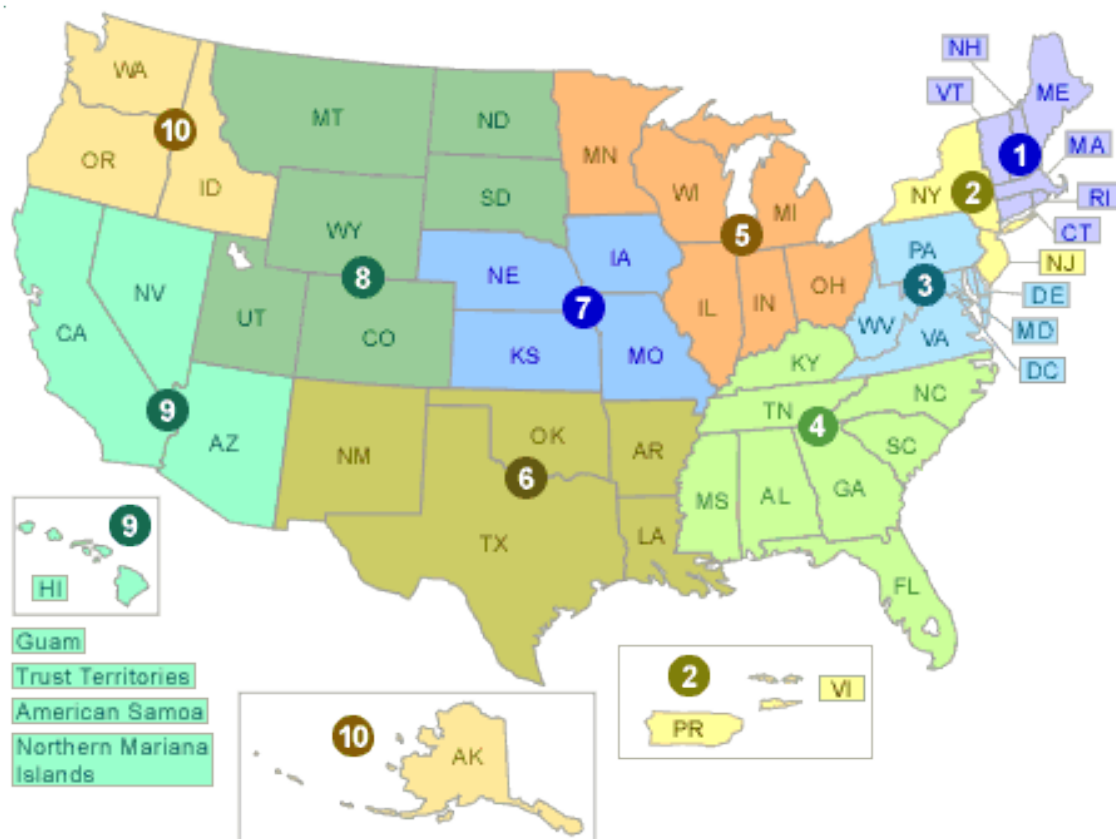 NH
WA
ME
VT
MT
ND
10
MN
1
MA
OR
ID
SD
WI
NY
2
RI
MI
WY
5
CT
PA
IA
NJ
8
NE
3
NV
DE
7
OH
UT
IL
IN
WV
MD
CA
CO
VA
KS
MO
KY
DC
NC
9
TN
4
AZ
OK
SC
NM
AR
6
GA
MS
AL
9
TX
LA
HI
FL
Guam
Trust Territories
2
VI
American Samoa
PR
10
Northern Mariana
Islands
AK